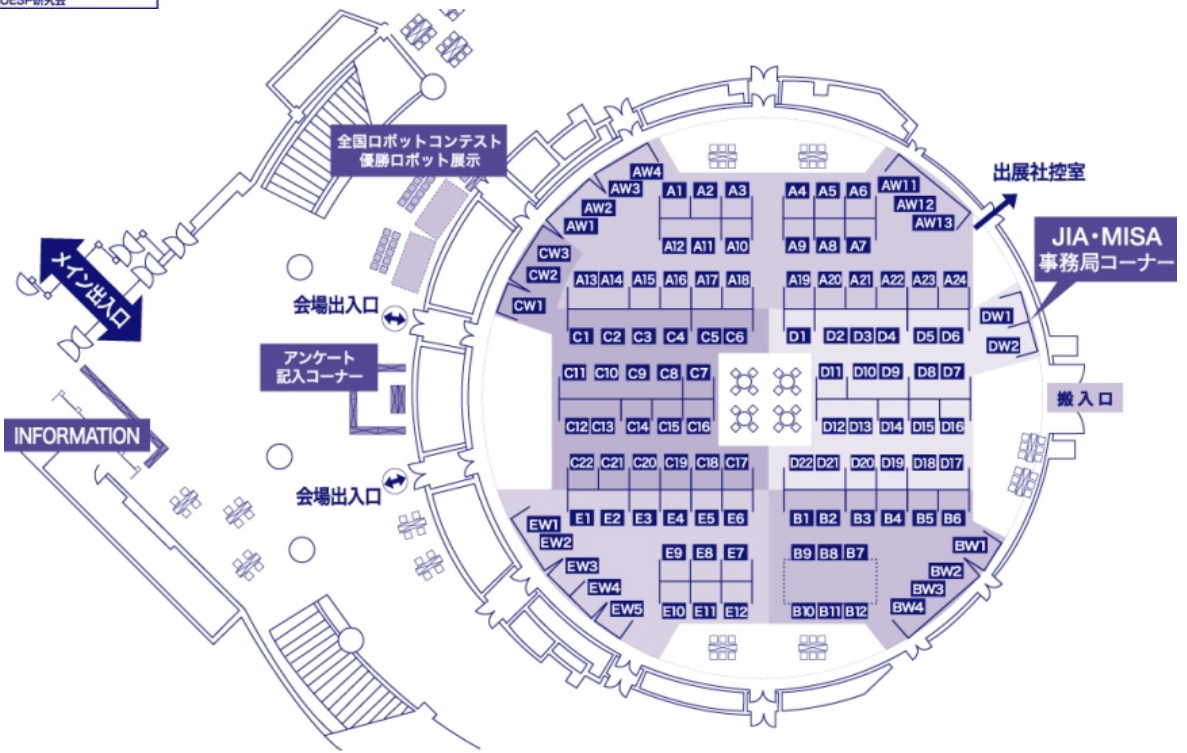 OESP研究会
全国ロボットコンテスト
優勝ロボット展示
出展社控室
JIA・MISA
事務局コーナー
メイン出入口
会場出入口
アンケート
記入コーナー
搬入口
INFORMATION
会場出入口
AW4
AW3
AW2
AW1
A1 A2 A3
A4 A5 A6
AW11
AW12
AW13
A12 A11 A10
A9 A8 A7
CW3
CW2
CW1
A13 A14 A15 A16 A17 A18
A19 A20 A21 A22 A23 A24
DW1
DW2
C1 C2 C3 C4 C5 C6
D1 D2 D3 D4 D5 D6
C11 C10 C9 C8 C7
D11 D10 D9 D8 D7
C12 C13 C14 C15 C16
D12 D13 D14 D15 D16
C22 C21 C20 C19 C18 C17
D22 D21 D20 D19 D18 D17
E1 E2 E3 E4 E5 E6
B1 B2 B3 B4 B5 B6
EW1
EW2
EW3
EW4
EW5
E9 E8 E7
B9 B8 B7
BW1
BW2
BW3
BW4
E10 E11 E12
B10 B11 B12